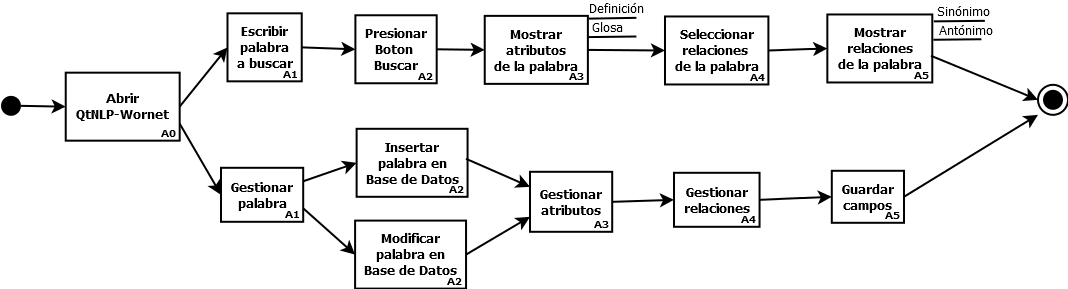 Abrir
QtNLP-Wornet
A0
Escribir
palabra
a buscar
A1
Presionar
Boton
Buscar
A2
Mostrar
atributos
de la palabra
A3
Definición
Glosa
Seleccionar
relaciones
de la palabra
A4
Mostrar
relaciones
de la palabra
A5
Sinónimo
Antónimo
Gestionar
palabra
A1
Insertar
palabra en
Base de Datos
A2
Modificar
palabra en
Base de Datos
A2
Gestionar
atributos
A3
Gestionar
relaciones
A4
Guardar
campos
A5